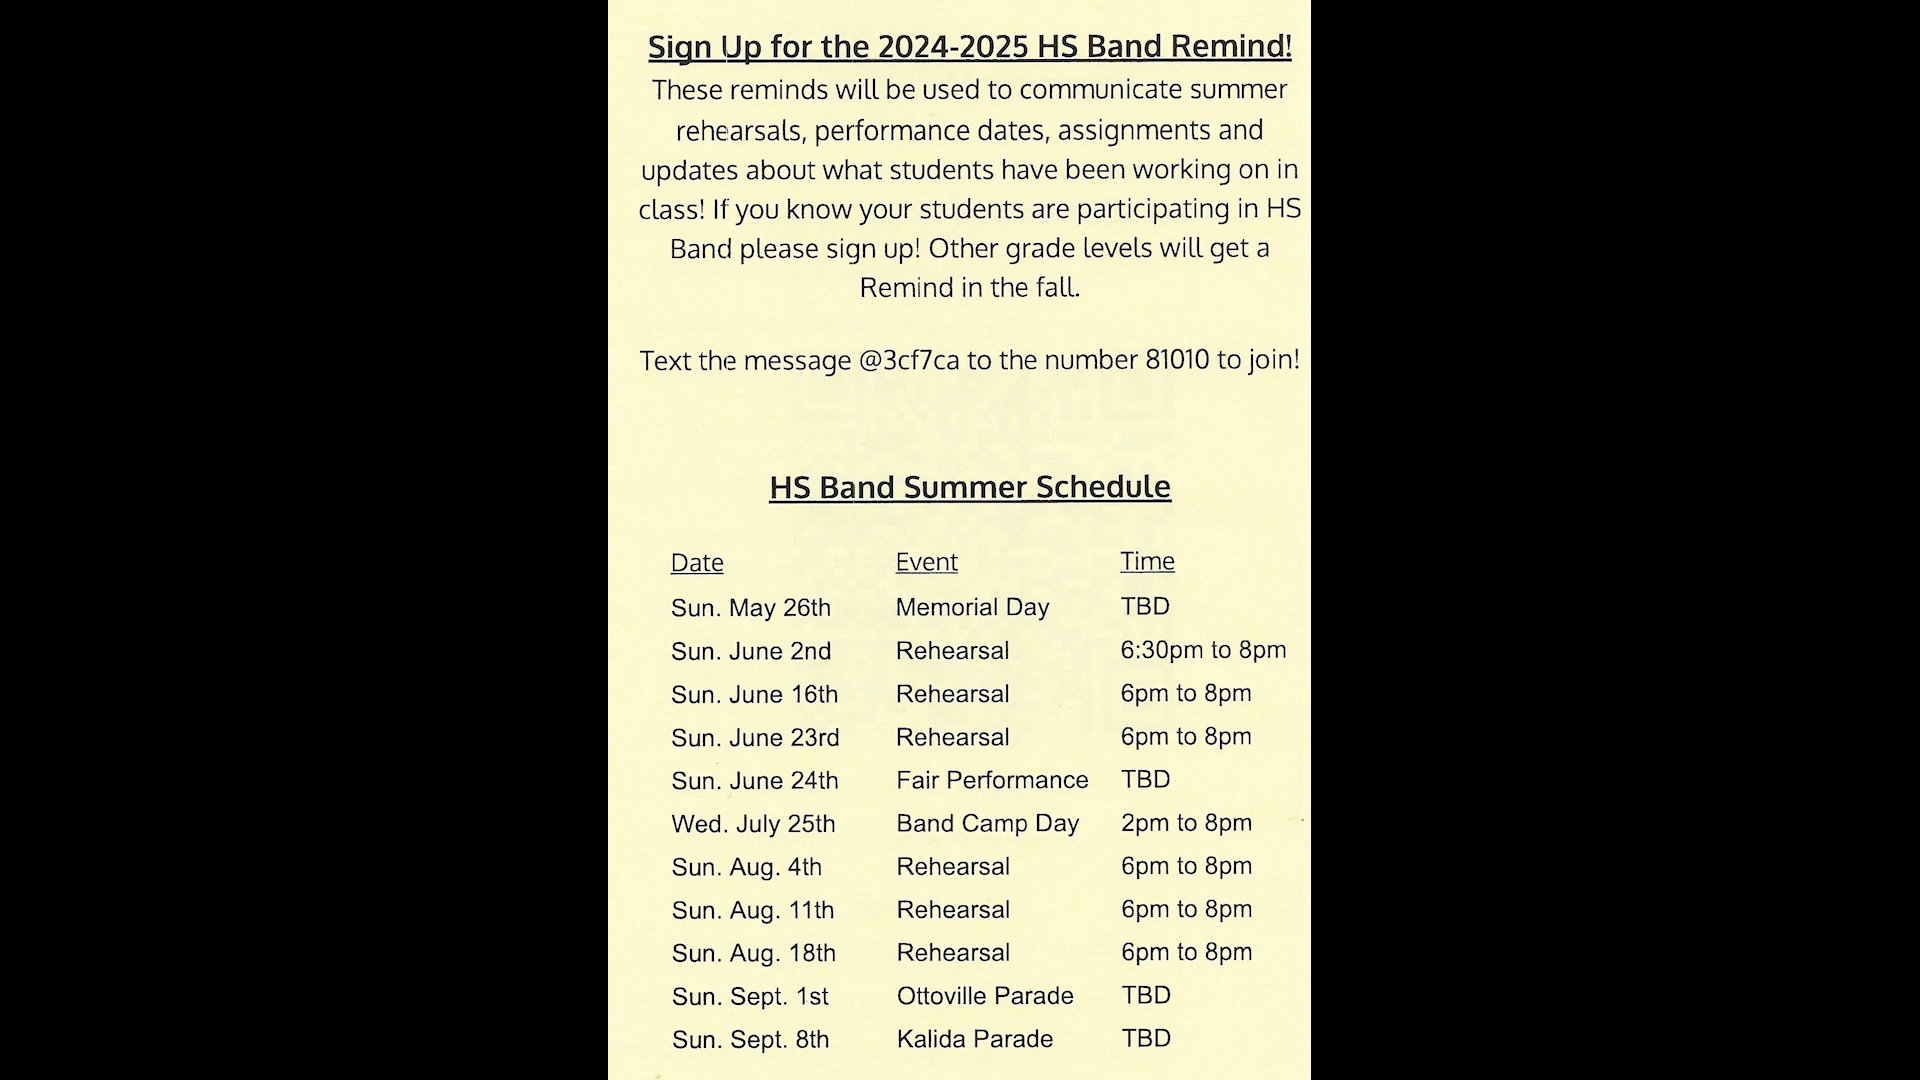 Sign Up for the 2024-2025 HS Band Remind!
These reminds will be used to communicate summer
rehearsals, performance dates, assignments and
updates about what students have been working on in
class! If you know your students are participating in HS
Band please sign up! Other grade levels will get a
Remind in the fall.
Text the message @3cf7ca to the number 81010 to join!
HS Band Summer Schedule
Date Event Time
Sun. May 26th Memorial Day TBD
Sun. June 2nd Rehearsal 6:30pm to 8pm
Sun. June 16th Rehearsal 6pm to 8pm
Sun. June 23rd Rehearsal 6pm to 8pm
Sun. June 24th Fair Performance TBD
Wed. July 25th Band Camp Day 2pm to 8pm
Sun. Aug. 4th Rehearsal 6pm to 8pm
Sun. Aug. 11th Rehearsal 6pm to 8pm
Sun. Aug. 18th Rehearsal 6pm to 8pm
Sun. Sept. 1st Ottoville Parade TBD
Sun. Sept. 8th Kalida Parade TBD